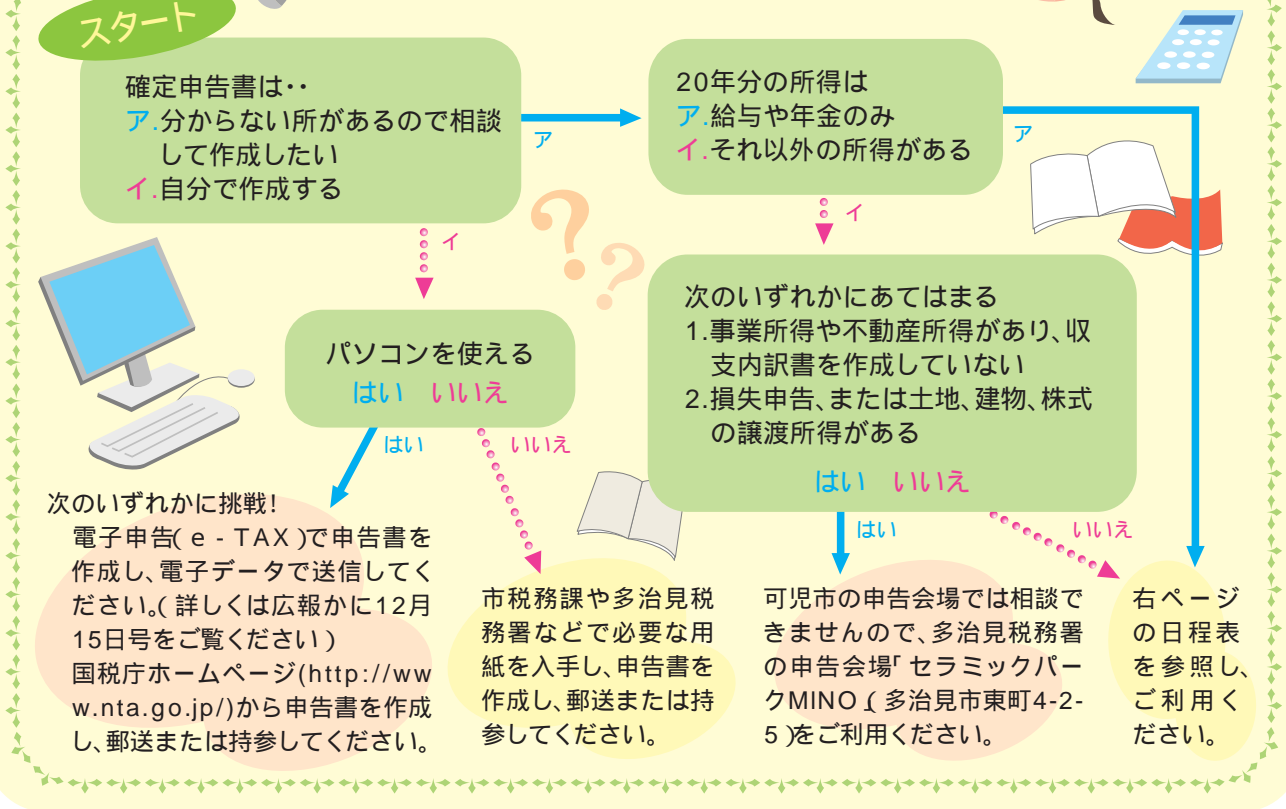 スタート
確定申告書は・・
ア.分からない所があるので相談
して作成したい
イ.自分で作成する
ア
イ
20年分の所得は
ア.給与や年金のみ
イ.それ以外の所得がある
ア
イ
パソコンを使える
はい いいえ
はい
いいえ
次のいずれかにあてはまる
1.事業所得や不動産所得があり、収
支内訳書を作成していない
2.損失申告、または土地、建物、株式
の譲渡所得がある
はい いいえ
はい
いいえ
次のいずれかに挑戦!
電子申告(e-TAX)で申告書を
作成し、電子データで送信してく
ださい。(詳しくは広報かに12月
15日号をご覧ください)
国税庁ホームページ(http://ww
w.nta.go.jp/)から申告書を作成
し、郵送または持参してください。
市税務課や多治見税
務署などで必要な用
紙を入手し、申告書を
作成し、郵送または持
参してください。
可児市の申告会場では相談で
きませんので、多治見税務署
の申告会場「セラミックパー
クMINO(多治見市東町4-2-
5)をご利用ください。
右ページ
の日程表
を参照し、
ご利用く
ださい。